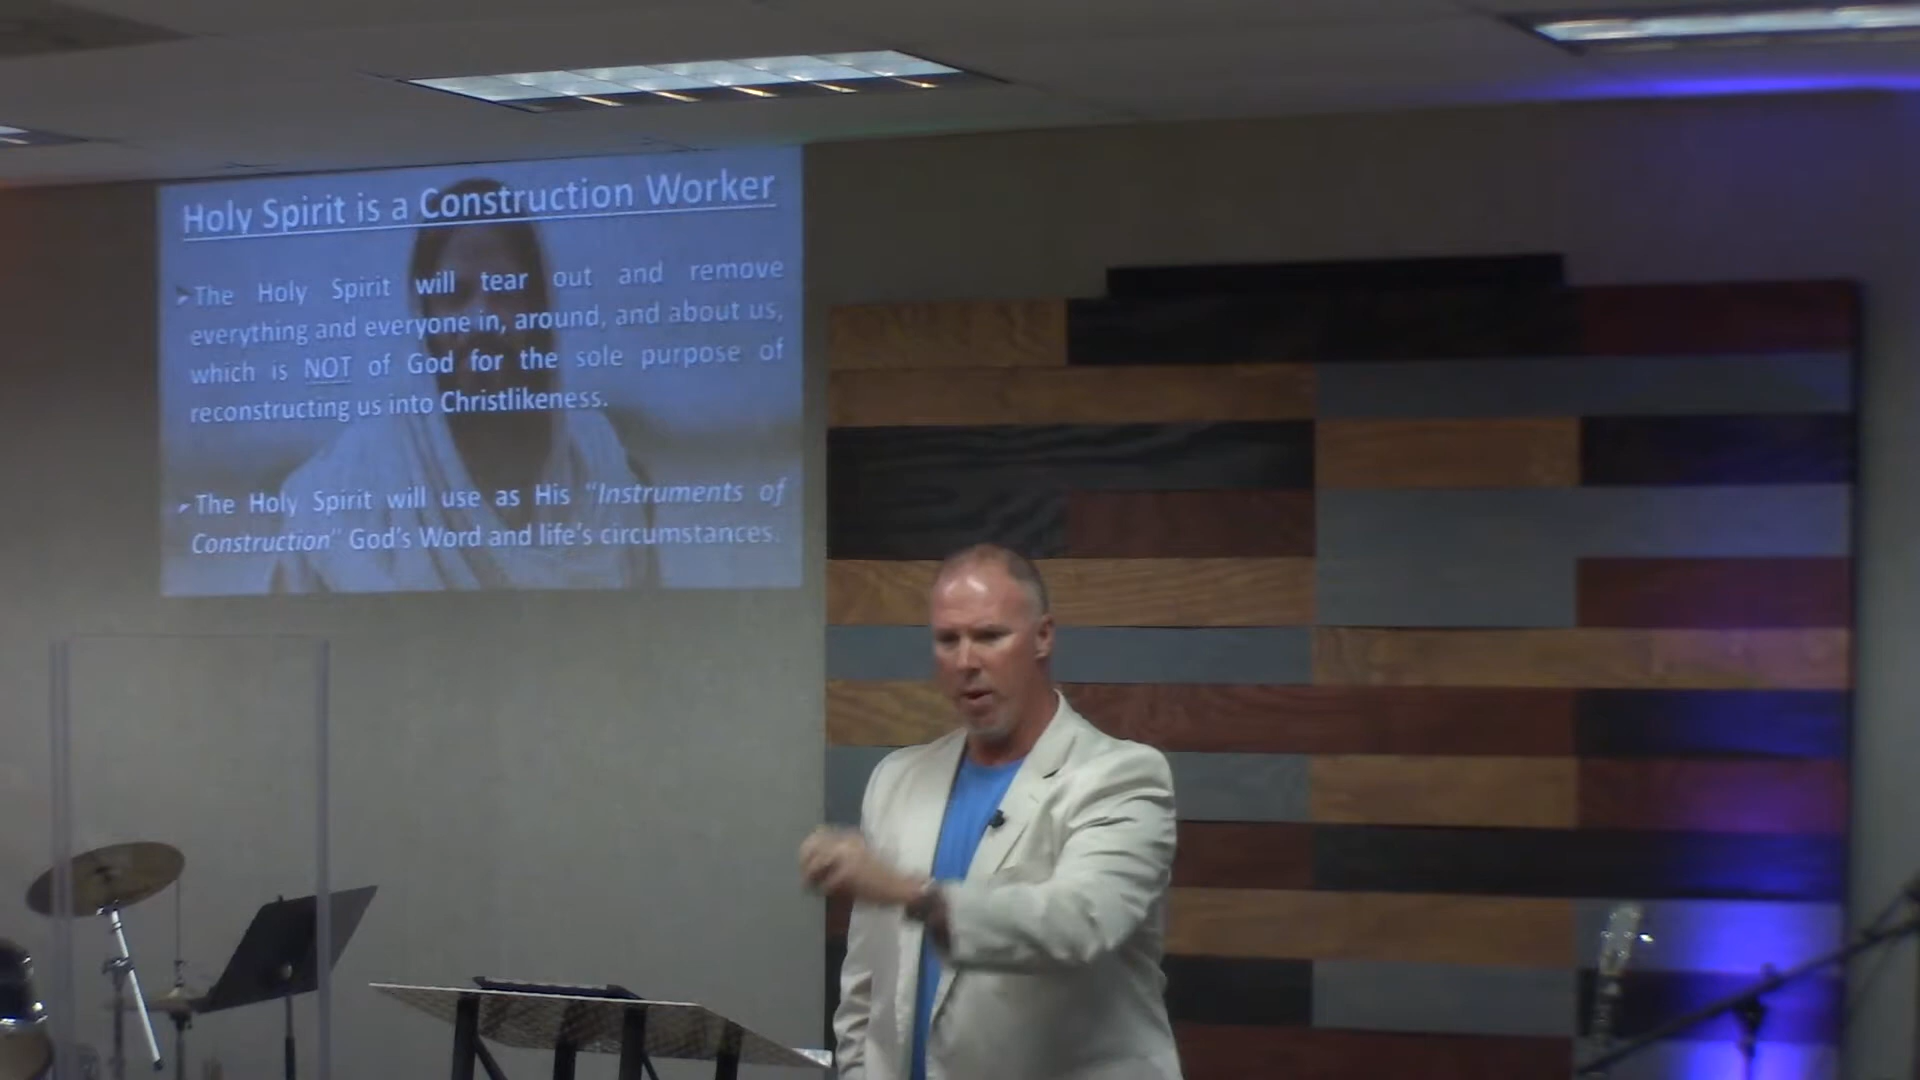 Holy Spirit is a Construction Worker
➢The Holy Spirit will tear out and remove
everything and everyone in, around, and about us,
which is NOT of God for the sole purpose of
reconstructing us into Christlikeness.
➢The Holy Spirit will use as His "Instruments of
Construction" God's Word and life's circumstances.